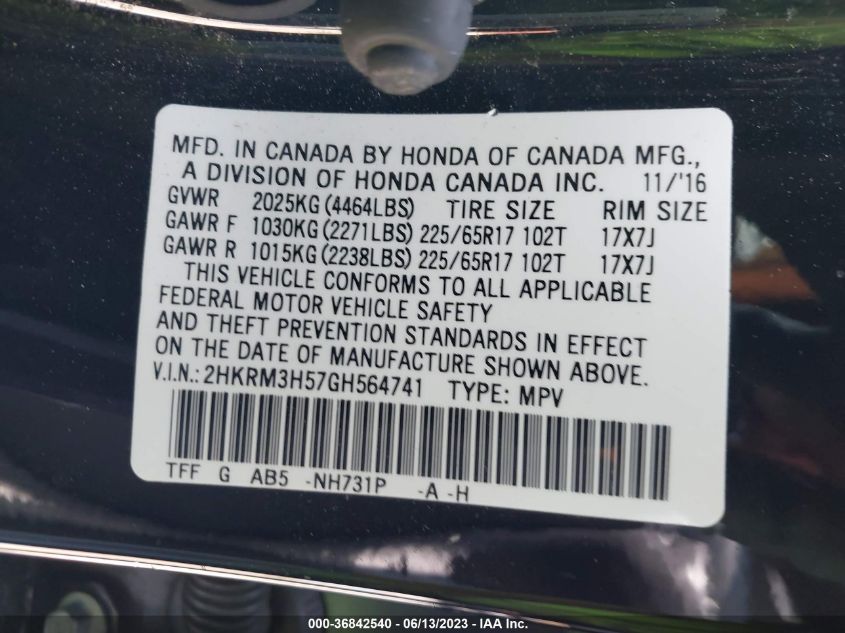 MFD. IN CANADA BY HONDA OF CANADA MFG.,
A DIVISION OF HONDA CANADA INC. 11/'16
GVWR 2025KG(4464LBS) TIRE SIZE RIM SIZE
GAWR F 1030KG(2271LBS) 225/65R17 102T 17X7J
GAWR R 1015KG(2238LBS) 225/65R17 102T 17X7J
THIS VEHICLE CONFORMS TO ALL APPLICABLE
FEDERAL MOTOR VEHICLE SAFETY
AND THEFT PREVENTION STANDARDS IN EFFECT
ON THE DATE OF MANUFACTURE SHOWN ABOVE.
V.I.N.:2HKRM3H57GH564741 TYPE: MPV
TFF G AB5 -NH731P -A -H
000-36842540 - 06/13/2023 - IAA Inc.